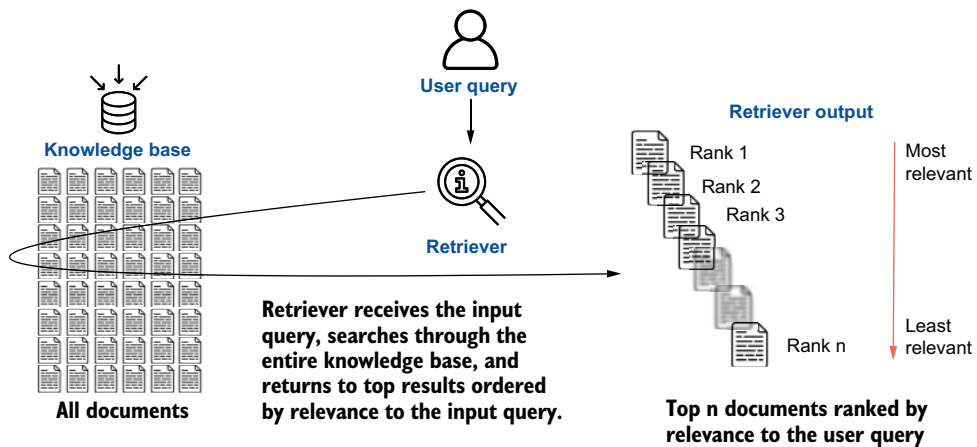 User query
Knowledge base
Retriever
All documents
Retriever receives the input
query, searches through the
entire knowledge base, and
returns to top results ordered
by relevance to the input query.
Retriever output
Rank 1
Rank 2
Rank 3
Rank n
Most
relevant
Least
relevant
Top n documents ranked by
relevance to the user query